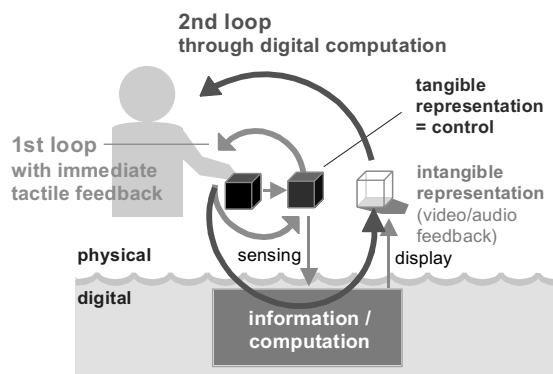 2nd loop
through digital computation
tangible
representation
= control
1st loop
with immediate
tactile feedback
intangible
representation
(video/audio
feedback)
physical
sensing
display
digital
information /
computation